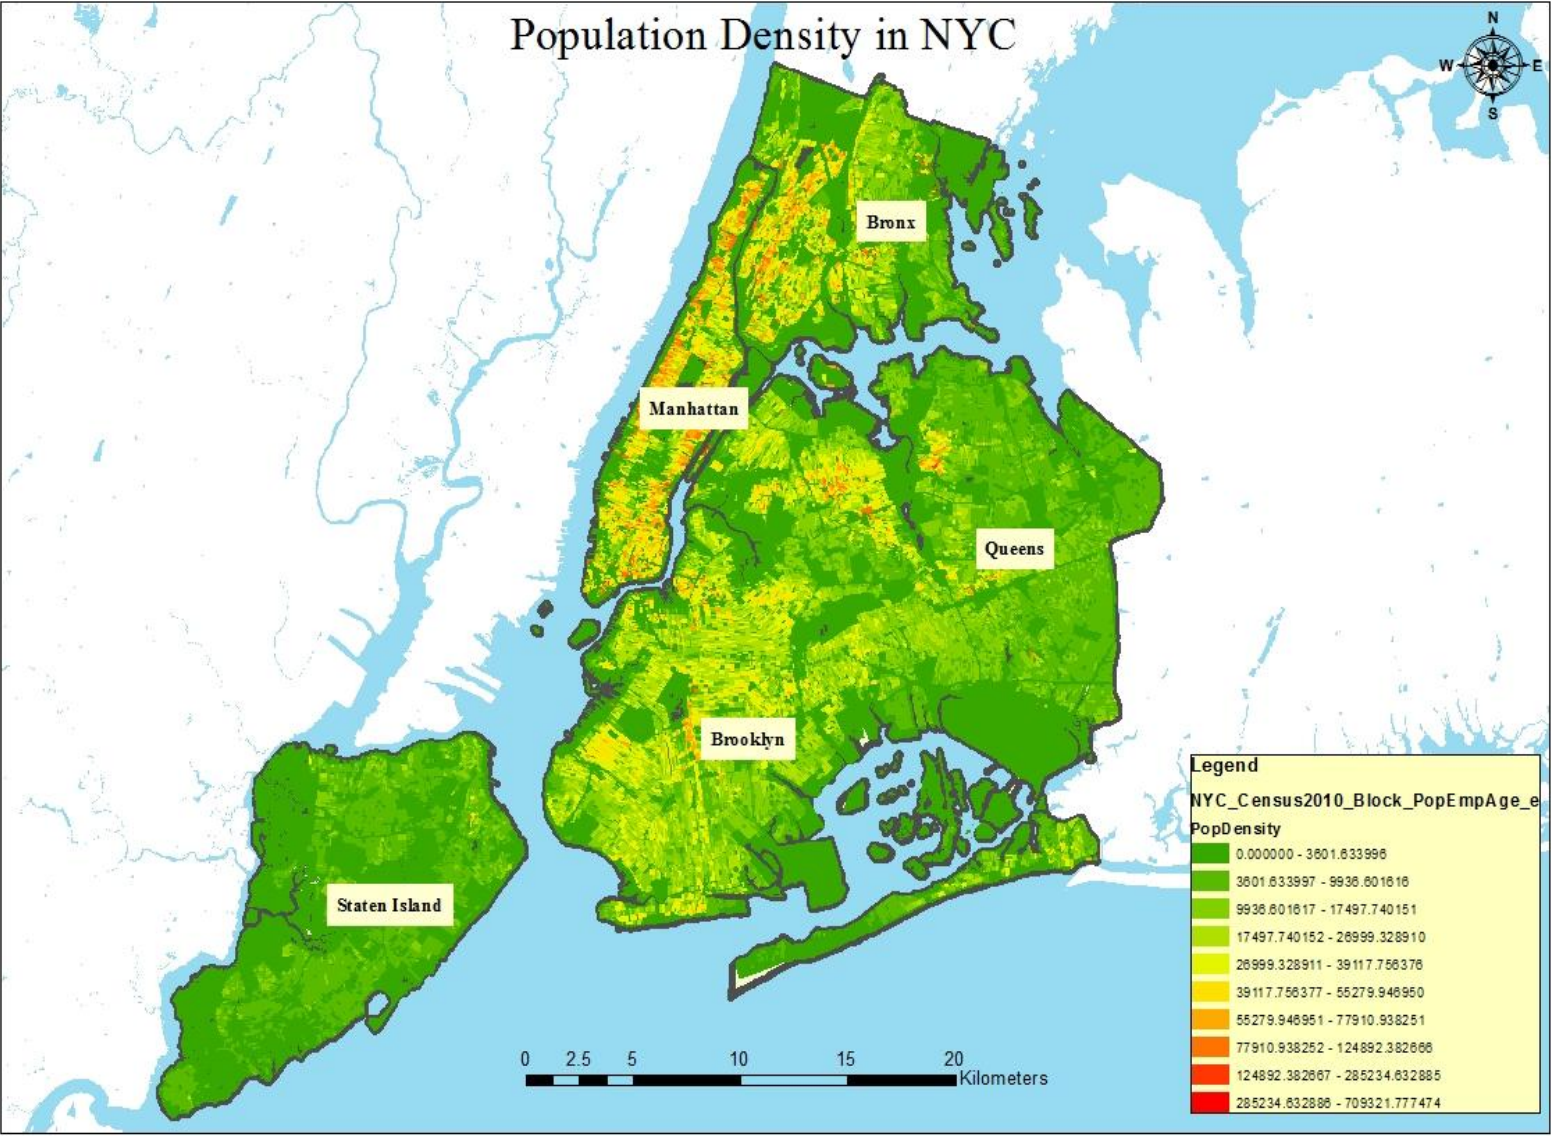 Population Density in NYC
N
W E
S
Bronx
Manhattan
Queens
Brooklyn
Staten Island
Legend
NYC_Census2010_Block_PopEmpAge_e
PopDensity
0.000000 - 3601.633996
3601.633997 - 9936.601616
9936.601617 - 17497.740151
17497.740152 - 26999.328910
26999.328911 - 39117.756376
39117.756377 - 55279.946950
55279.946951 - 77910.938251
77910.938252 - 124892.382666
124892.382667 - 285234.632885
285234.632886 - 709321.777474
0 2.5 5 10 15 20
Kilometers